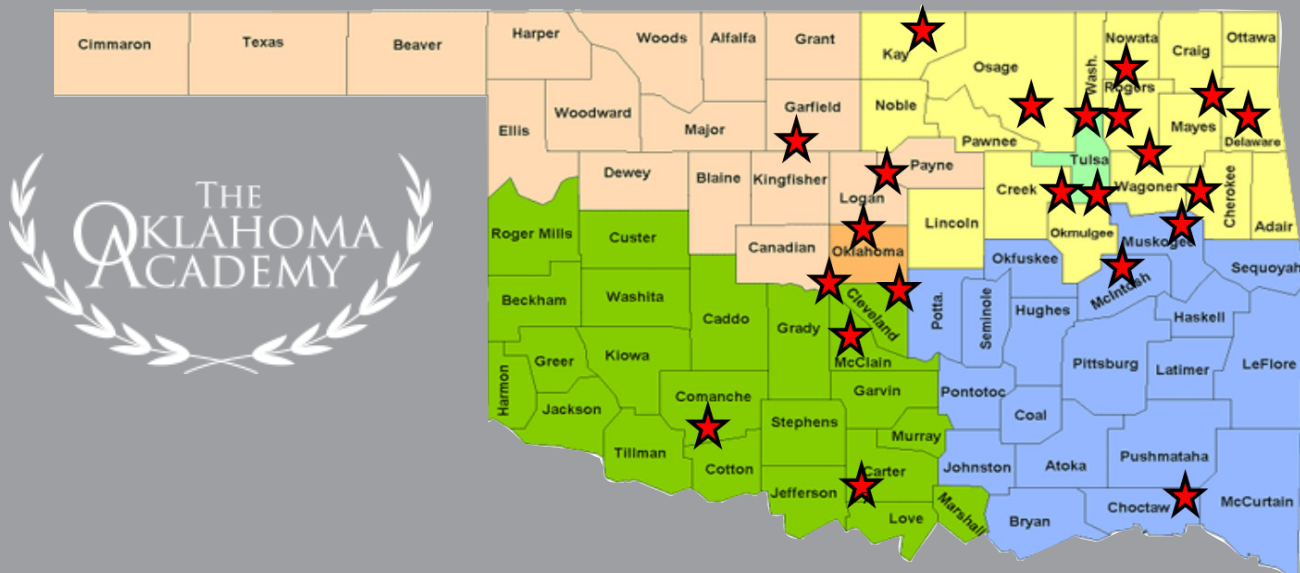 Cimmaron
Texas
Beaver
Harper
Woods
Alfalfa
Grant
Kay
Osage
Wash.
Nowata
Craig
Ottawa
Ellis
Woodward
Major
Garfield
Noble
Pawnee
Rogers
Mayes
Delaware
Dewey
Blaine
Kingfisher
Logan
Payne
Creek
Tulsa
Wagoner
Cherokee
Adair
THE
OKLAHOMA
ACADEMY
Roger Mills
Custer
Canadian
Oklahoma
Lincoln
Okmulgee
Muskogee
Okfuskee
Sequoyah
Beckham
Washita
Caddo
Grady
Cleveland
Potta.
Seminole
Hughes
McIntosh
Haskell
Harmon
Greer
Kiowa
McClain
Pittsburg
Latimer
LeFlore
Jackson
Comanche
Garvin
Pontotoc
Coal
Tillman
Stephens
Murray
Cotton
Carter
Johnston
Atoka
Pushmataha
Jefferson
Love
Marshall
Bryan
Choctaw
McCurtain